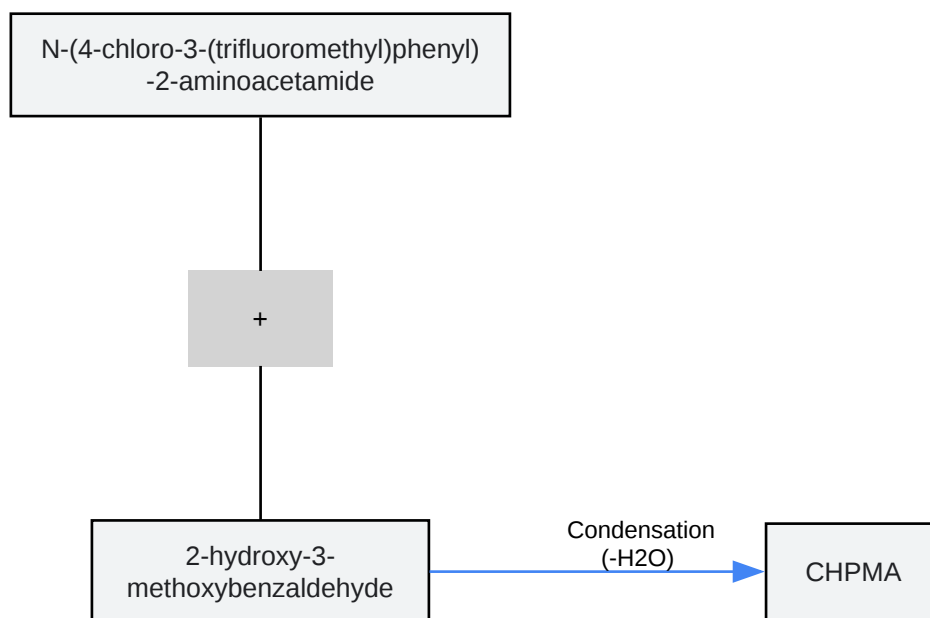 N-(4-chloro-3-(trifluoromethyl)phenyl)
-2-aminoacetamide
+
2-hydroxy-3-
methoxybenzaldehyde
Condensation
(-H2O)
CHPMA